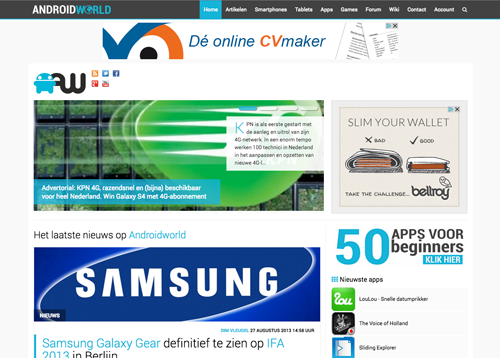 ANDROIDWORLD
Home Artikelen Smartphones Tablets Apps Games Forum Wiki Contact Account
Dé online CVmaker
aw
KPN is als eerste gestart met
de aanleg en uitrol van zijn
4G-netwerk. In een enorm tempo
werken 100 technici in Nederland
in het aanpassen en opzetten van
nieuwe 4G-(...
Advertorial: KPN 4G, razendsnel en (bijna) beschikbaar
voor heel Nederland. Win Galaxy S4 met 4G-abonnement
SLIM YOUR WALLET
BAD GOOD
TAKE THE CHALLENGE... bellroy
Het laatste nieuws op Androidworld
SAMSUNG
NIEUWS
DIM VLEUGEL 27 AUGUSTUS 2013 14:58 UUR
Samsung Galaxy Gear definitief te zien op IFA
2013 in Berlijn
50 APPS VOOR
beginners
KLIK HIER
Nieuwste apps
LouLou - Snelle datumprikker
The Voice of Holland
Sliding Explorer